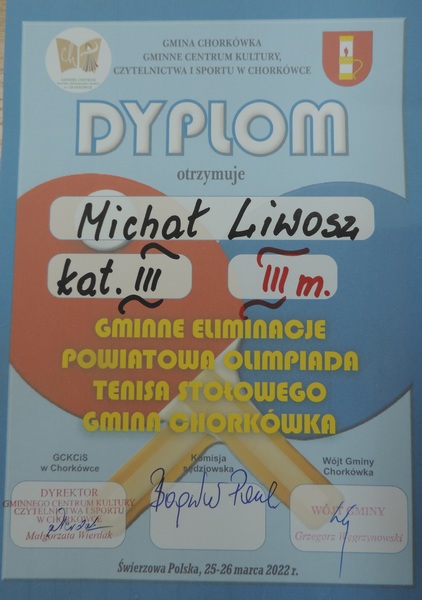 GMINA CHORKÓWKA
GMINNE CENTRUM KULTURY,
CZYTELNICTWA I SPORTU W CHORKÓWCE
DYPLOM
otrzymuje
Michał Liwosz
kat. III
III m.
GMINNE ELIMINACJE
POWIATOWA OLIMPIADA
TENISA STOŁOWEGO
GMINA CHORKÓWKA
GCKCiS
w Chorkówce
Komisja
sędziowska
Wójt Gminy
Chorkówka
DYREKTOR
GMINNEGO CENTRUM KULTURY
CZYTELNICTWA I SPORTU
W CHORKÓWCE
Małgorzata Wierdak
WÓJT GMINY
Grzegorz Węgrzynowski
Świerzowa Polska, 25-26 marca 2022 r.